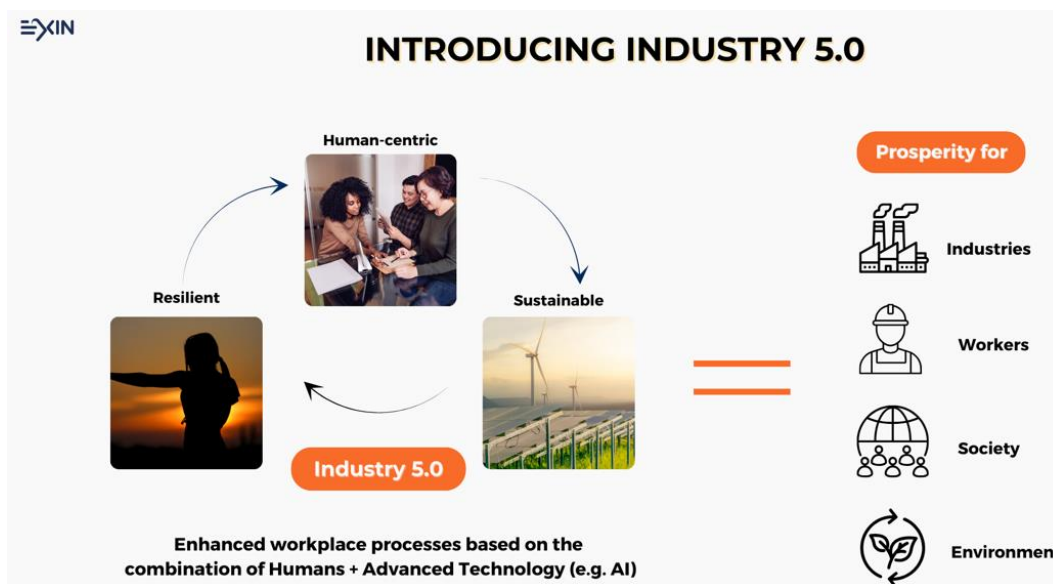 EXIN
INTRODUCING INDUSTRY 5.0
Human-centric
Resilient
Sustainable
Industry 5.0
Enhanced workplace processes based on the
combination of Humans + Advanced Technology (e.g. AI)
Prosperity for
Industries
Workers
Society
Environmen